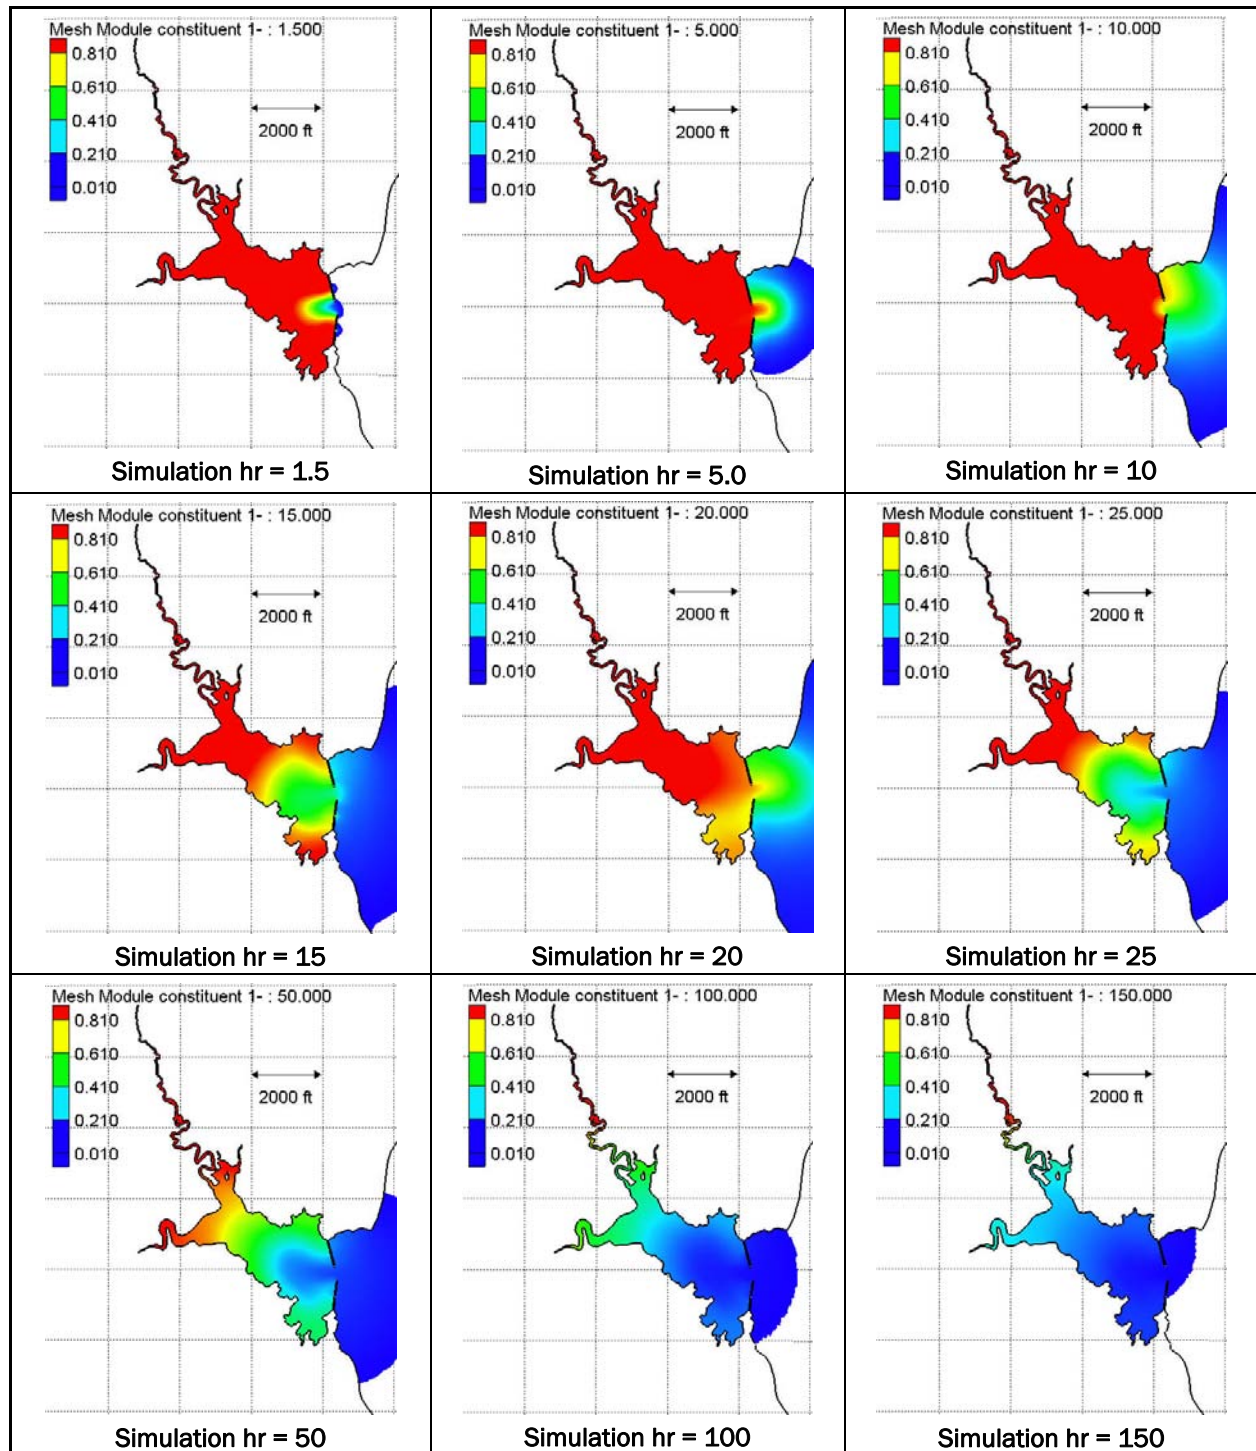 Mesh Module constituent 1- : 1.500
0.810
0.610
0.410
0.210
0.010
2000 ft
Simulation hr = 1.5
Mesh Module constituent 1- : 5.000
0.810
0.610
0.410
0.210
0.010
2000 ft
Simulation hr = 5.0
Mesh Module constituent 1- : 10.000
0.810
0.610
0.410
0.210
0.010
2000 ft
Simulation hr = 10
Mesh Module constituent 1- : 15.000
0.810
0.610
0.410
0.210
0.010
2000 ft
Simulation hr = 15
Mesh Module constituent 1- : 20.000
0.810
0.610
0.410
0.210
0.010
2000 ft
Simulation hr = 20
Mesh Module constituent 1- : 25.000
0.810
0.610
0.410
0.210
0.010
2000 ft
Simulation hr = 25
Mesh Module constituent 1- : 50.000
0.810
0.610
0.410
0.210
0.010
2000 ft
Simulation hr = 50
Mesh Module constituent 1- : 100.000
0.810
0.610
0.410
0.210
0.010
2000 ft
Simulation hr = 100
Mesh Module constituent 1- : 150.000
0.810
0.610
0.410
0.210
0.010
2000 ft
Simulation hr = 150